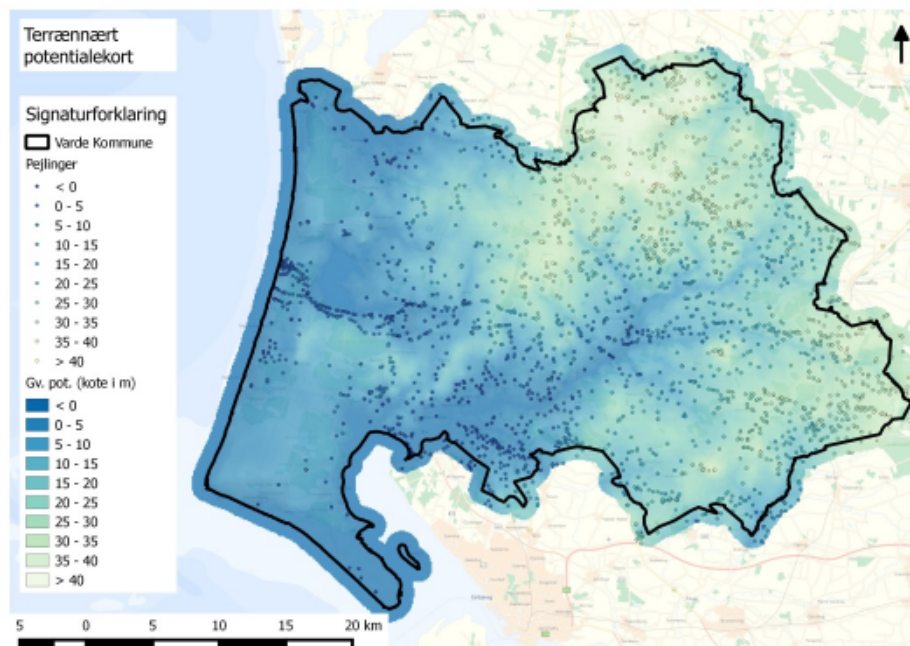 Terrænnært
potentialekort
Signaturforklaring
Varde Kommune
Pejlinger
< 0
0 - 5
5 - 10
10 - 15
15 - 20
20 - 25
25 - 30
30 - 35
35 - 40
> 40
Gv. pot. (kote i m)
< 0
0 - 5
5 - 10
10 - 15
15 - 20
20 - 25
25 - 30
30 - 35
35 - 40
> 40
5 0 5 10 15 20 km